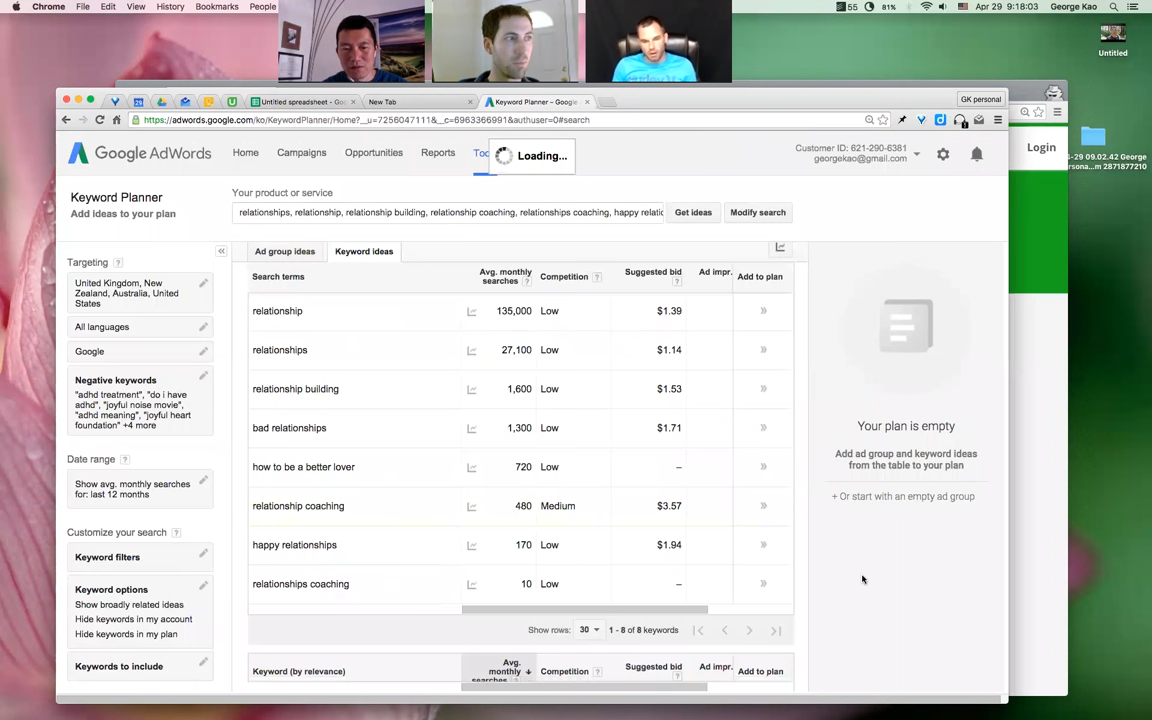 Chrome File Edit View History Bookmarks People
55 81% Apr 29 9:18:03 George Kao
Untitled
Untitled spreadsheet - Goo
New Tab
Keyword Planner – Google
GK personal
https://adwords.google.com/ko/KeywordPlanner/Home?__u=7256047111&__c=6963366991&authuser=0#search
Google AdWords
Home Campaigns Opportunities Reports Too
Loading...
Customer ID: 621-290-6381
georgekao@gmail.com
Login
-29 09.02.42 George
ersona...m 2871877210
Keyword Planner
Add ideas to your plan
Your product or service
relationships, relationship, relationship building, relationship coaching, relationships coaching, happy relatio
Get ideas Modify search
Targeting ?
United Kingdom, New
Zealand, Australia, United
States
All languages
Google
Negative keywords
"adhd treatment", "do i have
adhd", "joyful noise movie",
"adhd meaning", "joyful heart
foundation" +4 more
Date range ?
Show avg. monthly searches
for: last 12 months
Customize your search ?
Keyword filters
Keyword options
Show broadly related ideas
Hide keywords in my account
Hide keywords in my plan
Keywords to include
Ad group ideas Keyword ideas
Search terms Avg. monthly searches ? Competition ? Suggested bid ? Ad impr. Add to plan
relationship 135,000 Low $1.39 »
relationships 27,100 Low $1.14 »
relationship building 1,600 Low $1.53 »
bad relationships 1,300 Low $1.71 »
how to be a better lover 720 Low – »
relationship coaching 480 Medium $3.57 »
happy relationships 170 Low $1.94 »
relationships coaching 10 Low – »
Show rows: 30 1 - 8 of 8 keywords
Keyword (by relevance) Avg. monthly searches ? Competition ? Suggested bid ? Ad impr. Add to plan
Your plan is empty
Add ad group and keyword ideas
from the table to your plan
+ Or start with an empty ad group